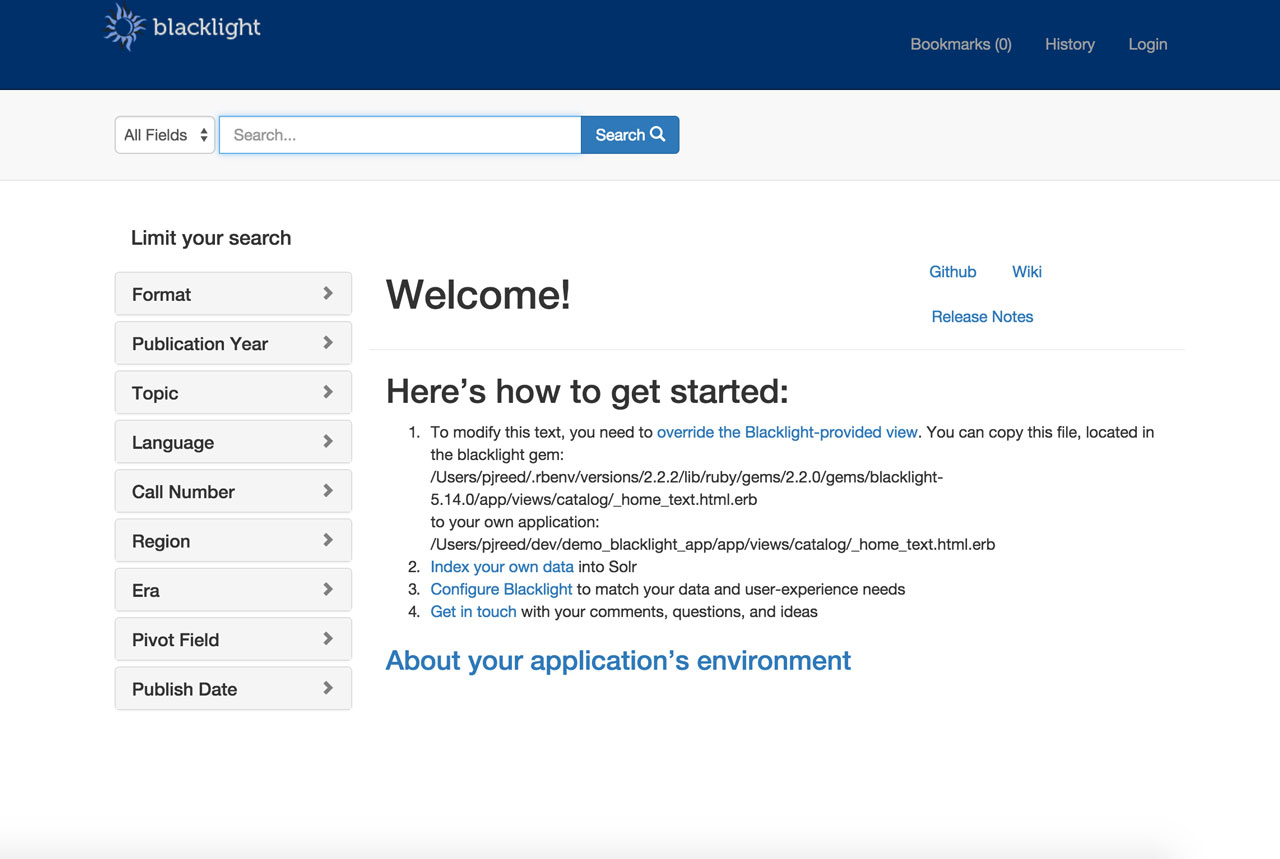 blacklight
Bookmarks (0) History Login
All Fields Search... Search
Limit your search
Format
Publication Year
Topic
Language
Call Number
Region
Era
Pivot Field
Publish Date
Welcome!
Github Wiki
Release Notes
Here’s how to get started:
1. To modify this text, you need to override the Blacklight-provided view. You can copy this file, located in
the blacklight gem:
/Users/pjreed/.rbenv/versions/2.2.2/lib/ruby/gems/2.2.0/gems/blacklight-
5.14.0/app/views/catalog/_home_text.html.erb
to your own application:
/Users/pjreed/dev/demo_blacklight_app/app/views/catalog/_home_text.html.erb
2. Index your own data into Solr
3. Configure Blacklight to match your data and user-experience needs
4. Get in touch with your comments, questions, and ideas
About your application’s environment